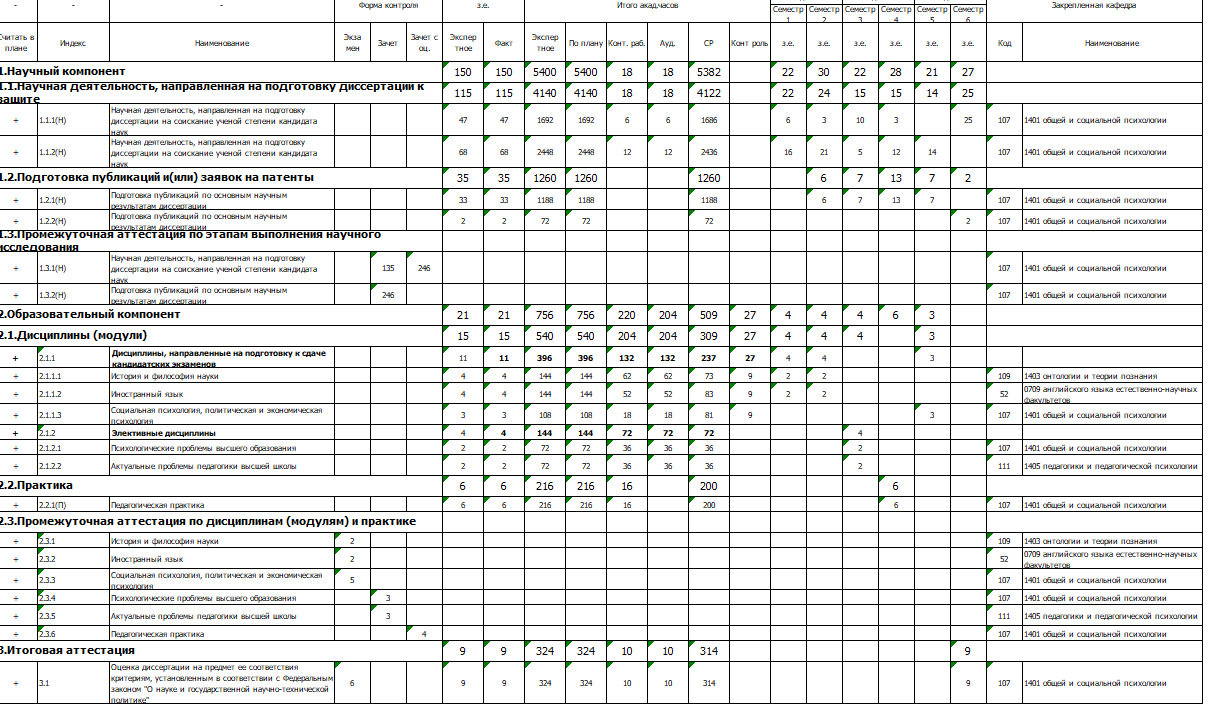 - - - Форма контроля з.е. Итого акад.часов Семестр 1 Семестр 2 Семестр 3 Семестр 4 Семестр 5 Семестр 6 Закрепленная кафедра
Считать в плане Индекс Наименование Экза мен Зачет Зачет с оц. Экспер тное Факт Экспер тное По плану Конт. раб. Ауд. СР Конт роль з.е. з.е. з.е. з.е. з.е. з.е. Код Наименование
1.Научный компонент 150 150 5400 5400 18 18 5382 22 30 22 28 21 27
1.1.Научная деятельность, направленная на подготовку диссертации к защите 115 115 4140 4140 18 18 4122 22 24 15 15 14 25
+ 1.1.1(Н) Научная деятельность, направленная на подготовку диссертации на соискание ученой степени кандидата наук 47 47 1692 1692 6 6 1686 6 3 10 3 25 107 1401 общей и социальной психологии
+ 1.1.2(Н) Научная деятельность, направленная на подготовку диссертации на соискание ученой степени кандидата наук 68 68 2448 2448 12 12 2436 16 21 5 12 14 107 1401 общей и социальной психологии
1.2.Подготовка публикаций и(или) заявок на патенты 35 35 1260 1260 1260 6 7 13 7 2
+ 1.2.1(Н) Подготовка публикаций по основным научным результатам диссертации 33 33 1188 1188 1188 6 7 13 7 107 1401 общей и социальной психологии
+ 1.2.2(Н) Подготовка публикаций по основным научным результатам диссертации 2 2 72 72 72 2 107 1401 общей и социальной психологии
1.3.Промежуточная аттестация по этапам выполнения научного исследования
+ 1.3.1(Н) Научная деятельность, направленная на подготовку диссертации на соискание ученой степени кандидата наук 135 246 107 1401 общей и социальной психологии
+ 1.3.2(Н) Подготовка публикаций по основным научным результатам диссертации 246 107 1401 общей и социальной психологии
2.Образовательный компонент 21 21 756 756 220 204 509 27 4 4 4 6 3
2.1.Дисциплины (модули) 15 15 540 540 204 204 309 27 4 4 4 3
+ 2.1.1 Дисциплины, направленные на подготовку к сдаче кандидатских экзаменов 11 11 396 396 132 132 237 27 4 4 3
+ 2.1.1.1 История и философия науки 4 4 144 144 62 62 73 9 2 2 109 1403 онтологии и теории познания
+ 2.1.1.2 Иностранный язык 4 4 144 144 52 52 83 9 2 2 52 0709 английского языка естественно-научных факультетов
+ 2.1.1.3 Социальная психология, политическая и экономическая психология 3 3 108 108 18 18 81 9 3 107 1401 общей и социальной психологии
+ 2.1.2 Элективные дисциплины 4 4 144 144 72 72 72 4
+ 2.1.2.1 Психологические проблемы высшего образования 2 2 72 72 36 36 36 2 107 1401 общей и социальной психологии
+ 2.1.2.2 Актуальные проблемы педагогики высшей школы 2 2 72 72 36 36 36 2 111 1405 педагогики и педагогической психологии
2.2.Практика 6 6 216 216 16 200 6
+ 2.2.1(П) Педагогическая практика 6 6 216 216 16 200 6 107 1401 общей и социальной психологии
2.3.Промежуточная аттестация по дисциплинам (модулям) и практике
+ 2.3.1 История и философия науки 2 109 1403 онтологии и теории познания
+ 2.3.2 Иностранный язык 2 52 0709 английского языка естественно-научных факультетов
+ 2.3.3 Социальная психология, политическая и экономическая психология 5 107 1401 общей и социальной психологии
+ 2.3.4 Психологические проблемы высшего образования 3 107 1401 общей и социальной психологии
+ 2.3.5 Актуальные проблемы педагогики высшей школы 3 111 1405 педагогики и педагогической психологии
+ 2.3.6 Педагогическая практика 4 107 1401 общей и социальной психологии
3.Итоговая аттестация 9 9 324 324 10 10 314 9
+ 3.1 Оценка диссертации на предмет ее соответствия критериям, установленным в соответствии с Федеральным законом "О науке и государственной научно-технической политике" 6 9 9 324 324 10 10 314 9 107 1401 общей и социальной психологии